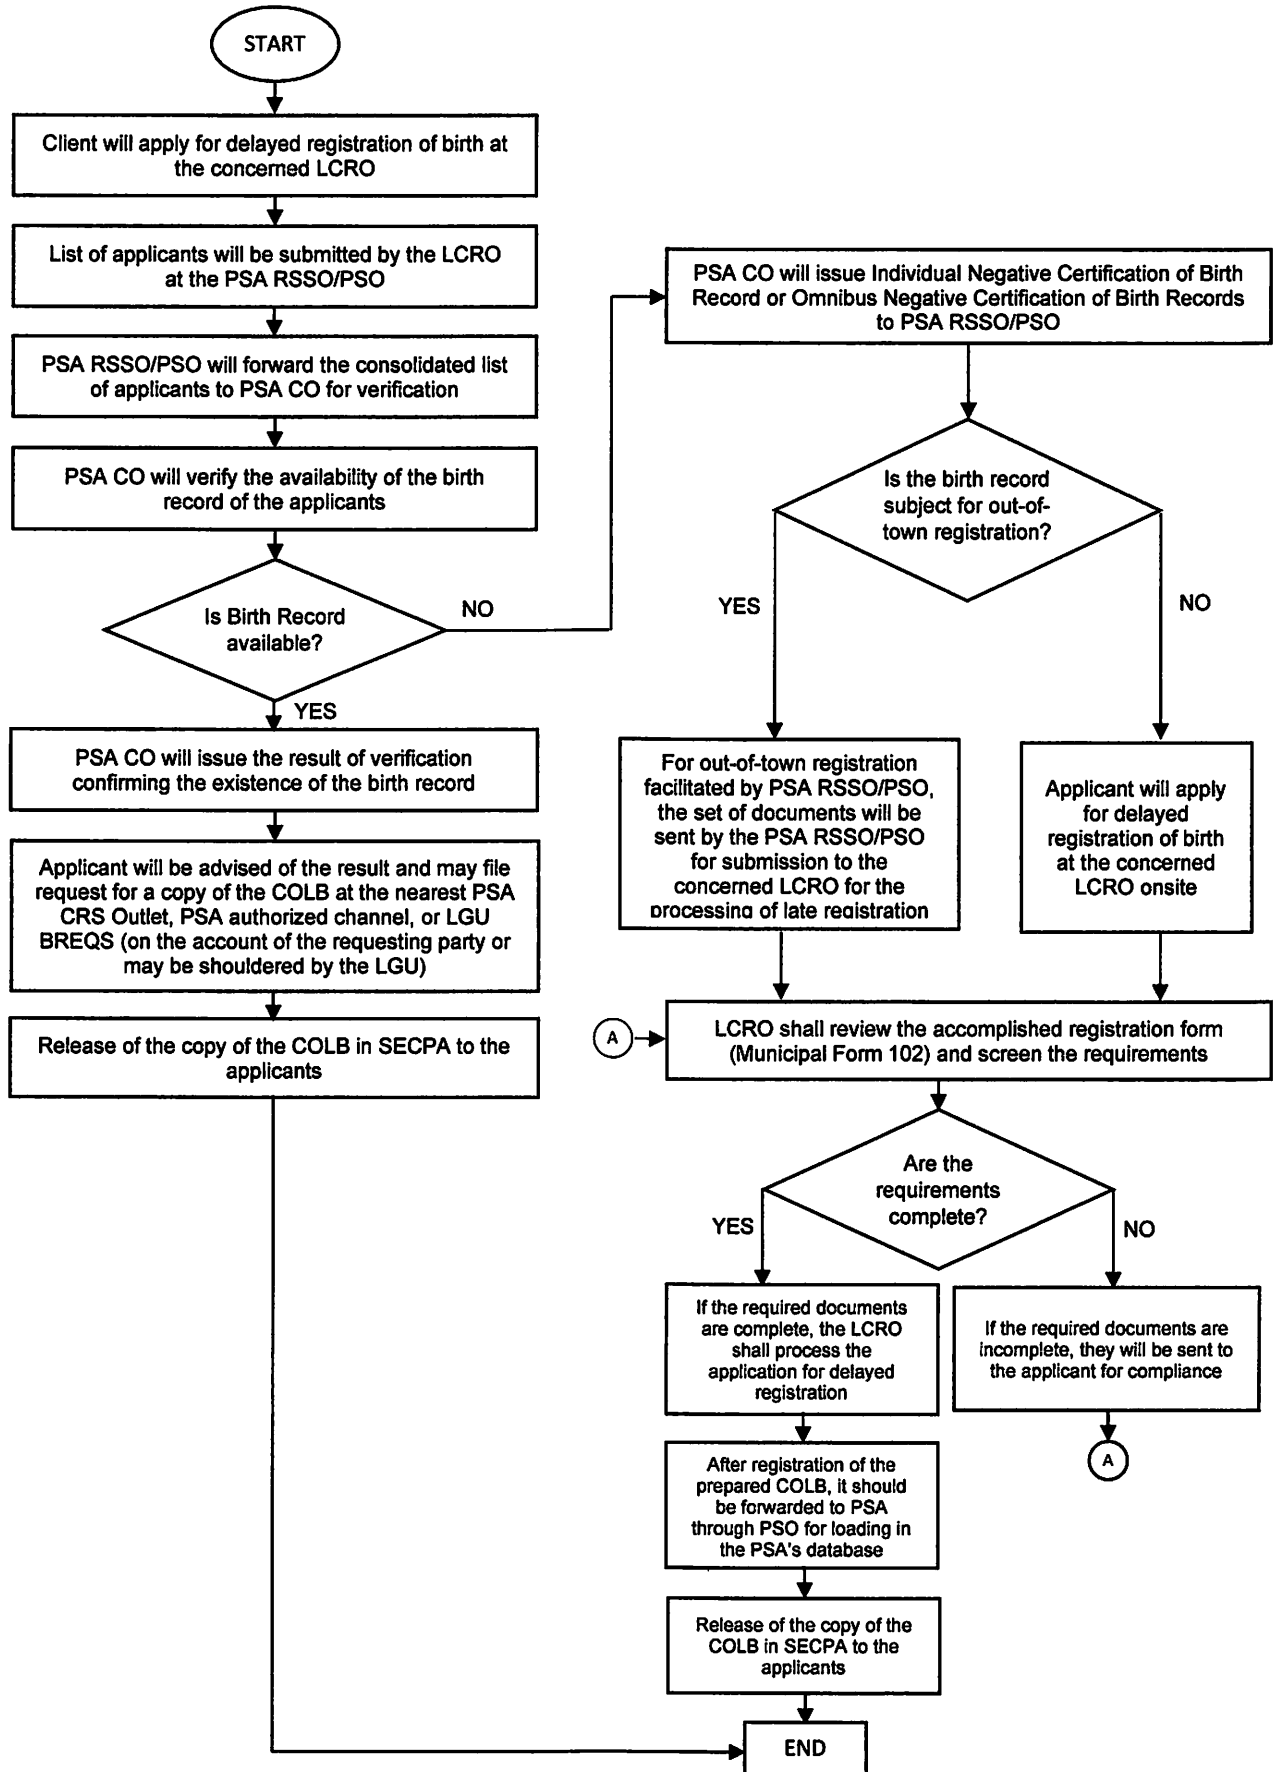 START
Client will apply for delayed registration of birth at
the concerned LCRO
List of applicants will be submitted by the LCRO
at the PSA RSSO/PSO
PSA RSSO/PSO will forward the consolidated list
of applicants to PSA CO for verification
PSA CO will verify the availability of the birth
record of the applicants
Is Birth Record
available?
NO
YES
PSA CO will issue the result of verification
confirming the existence of the birth record
Applicant will be advised of the result and may file
request for a copy of the COLB at the nearest PSA
CRS Outlet, PSA authorized channel, or LGU
BREQS (on the account of the requesting party or
may be shouldered by the LGU)
Release of the copy of the COLB in SECPA to the
applicants
PSA CO will issue Individual Negative Certification of Birth
Record or Omnibus Negative Certification of Birth Records
to PSA RSSO/PSO
Is the birth record
subject for out-of-
town registration?
YES
NO
For out-of-town registration
facilitated by PSA RSSO/PSO,
the set of documents will be
sent by the PSA RSSO/PSO
for submission to the
concerned LCRO for the
processing of late registration
Applicant will apply
for delayed
registration of birth
at the concerned
LCRO onsite
A
LCRO shall review the accomplished registration form
(Municipal Form 102) and screen the requirements
Are the
requirements
complete?
YES
NO
If the required documents
are complete, the LCRO
shall process the
application for delayed
registration
If the required documents are
incomplete, they will be sent to
the applicant for compliance
A
After registration of the
prepared COLB, it should
be forwarded to PSA
through PSO for loading in
the PSA's database
Release of the copy of the
COLB in SECPA to the
applicants
END